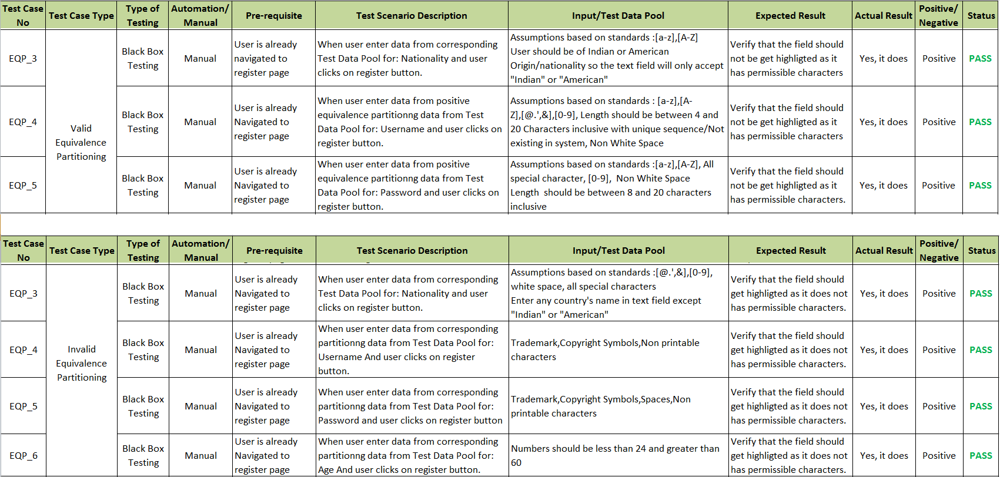 Test Case No
Test Case Type
Type of Testing
Automation/ Manual
Pre-requisite
Test Scenario Description
Input/Test Data Pool
Expected Result
Actual Result
Positive/ Negative
Status
EQP_3
Valid
Equivalence
Partitioning
Black Box
Testing
Manual
User is already
navigated to
register page
When user enter data from corresponding
Test Data Pool for: Nationality and user
clicks on register button.
Assumptions based on standards :[a-z],[A-Z]
User should be of Indian or American
Origin/nationality so the text field will only accept
"Indian" or "American"
Verify that the field should
not be get highligted as it
has permissible characters
Yes, it does
Positive
PASS
EQP_4
Black Box
Testing
Manual
User is already
Navigated to
register page
When user enter data from positive
equivalence partitionng data from Test
Data Pool for: Username and user clicks on
register button.
Assumptions based on standards : [a-z],[A-
Z],[@.',&],[0-9], Length should be between 4 and
20 Characters inclusive with unique sequence/Not
existing in system, Non White Space
Verify that the field should
not be get highligted as it
has permissible characters
Yes, it does
Positive
PASS
EQP_5
Black Box
Testing
Manual
User is already
Navigated to
register page
When user enter data from positive
equivalence partitionng data from Test
Data Pool for: Password and user clicks on
register button.
Assumptions based on standards :[a-z],[A-Z], All
special character, [0-9],  Non White Space
Length  should be between 8 and 20 characters
inclusive
Verify that the field should
not be get highligted as it
has permissible characters.
Yes, it does
Positive
PASS
Test Case No
Test Case Type
Type of Testing
Automation/ Manual
Pre-requisite
Test Scenario Description
Input/Test Data Pool
Expected Result
Actual Result
Positive/ Negative
Status
EQP_3
Invalid
Equivalence
Partitioning
Black Box
Testing
Manual
User is already
Navigated to
register page
When user enter data from corresponding
Test Data Pool for: Nationality and user
clicks on register button.
Assumptions based on standards :[@.',&],[0-9],
white space, all special characters
Enter any country's name in text field except
"Indian" or "American"
Verify that the field should
get highligted as it does not
has permissible characters.
Yes, it does
Positive
PASS
EQP_4
Black Box
Testing
Manual
User is already
Navigated to
register page
When user enter data from corresponding
partitionng data from Test Data Pool for:
Username And user clicks on register
button.
Trademark,Copyright Symbols,Non printable
characters
Verify that the field should
get highligted as it does not
has permissible characters.
Yes, it does
Positive
PASS
EQP_5
Black Box
Testing
Manual
User is already
Navigated to
register page
When user enter data from corresponding
partitionng data from Test Data Pool for:
Password and user clicks on register button
Trademark,Copyright Symbols,Spaces,Non
printable characters
Verify that the field should
get highligted as it does not
has permissible characters.
Yes, it does
Positive
PASS
EQP_6
Black Box
Testing
Manual
User is already
Navigated to
register page
When user enter data from corresponding
partitionng data from Test Data Pool for:
Age And user clicks on register button.
Numbers should be less than 24 and greater than
60
Verify that the field should
get highligted as it does not
has permissible characters.
Yes, it does
Positive
PASS